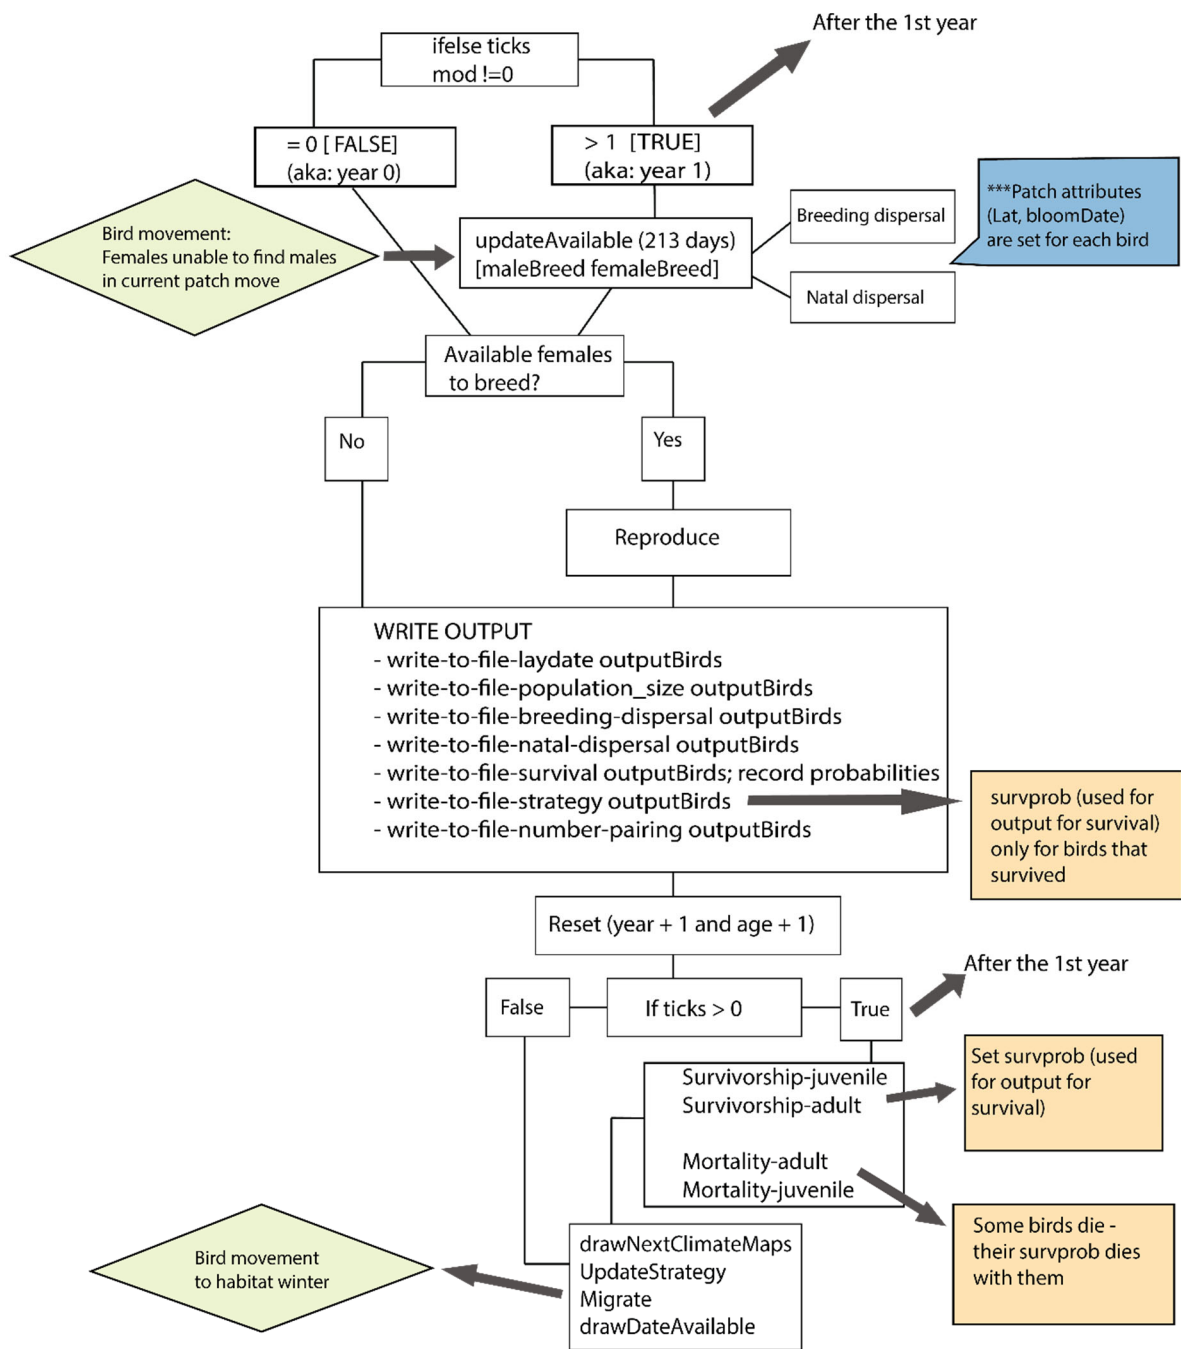 After the 1st year
ifelse ticks
mod !=0
= 0 [ FALSE]
(aka: year 0)
> 1 [TRUE]
(aka: year 1)
Bird movement:
Females unable to find males
in current patch move
updateAvailable (213 days)
[maleBreed femaleBreed]
Breeding dispersal
Natal dispersal
***Patch attributes
(Lat, bloomDate)
are set for each bird
Available females
to breed?
No
Yes
Reproduce
WRITE OUTPUT
- write-to-file-laydate outputBirds
- write-to-file-population_size outputBirds
- write-to-file-breeding-dispersal outputBirds
- write-to-file-natal-dispersal outputBirds
- write-to-file-survival outputBirds; record probabilities
- write-to-file-strategy outputBirds
- write-to-file-number-pairing outputBirds
survprob (used for
output for survival)
only for birds that
survived
Reset (year + 1 and age + 1)
After the 1st year
False
If ticks > 0
True
Survivorship-juvenile
Survivorship-adult
Mortality-adult
Mortality-juvenile
Set survprob (used
for output for
survival)
Some birds die -
their survprob dies
with them
drawNextClimateMaps
UpdateStrategy
Migrate
drawDateAvailable
Bird movement
to habitat winter